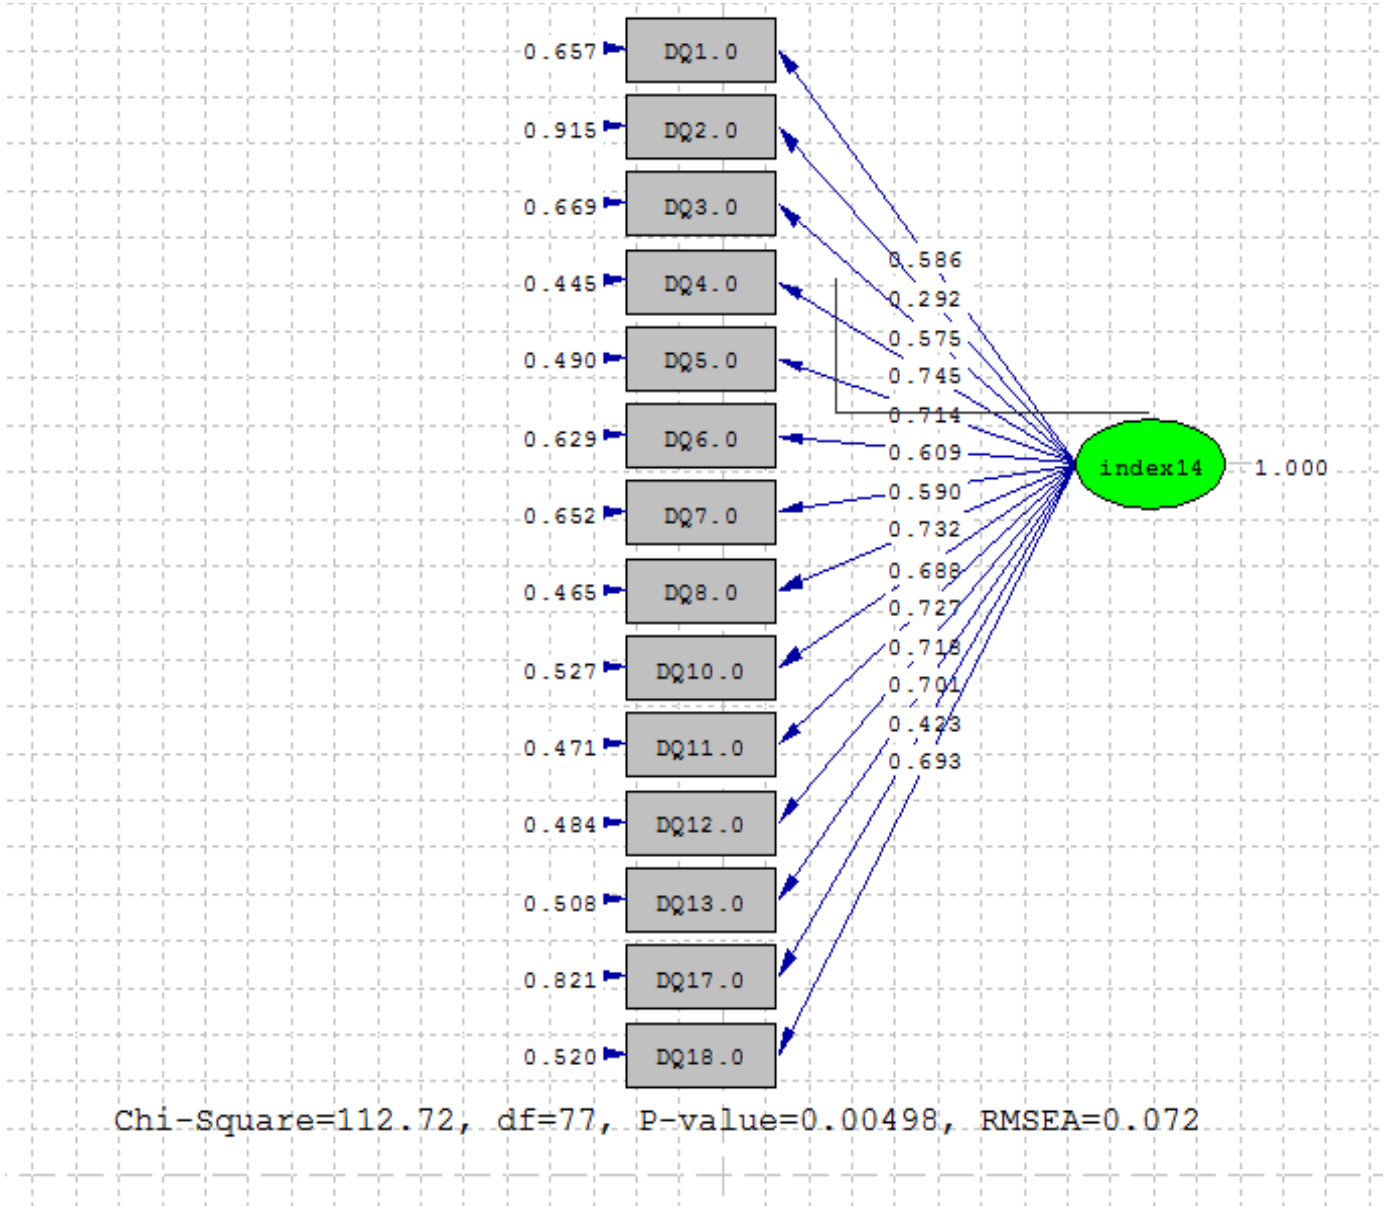 0.657 DQ1.0
0.915 DQ2.0
0.669 DQ3.0
0.586
0.445 DQ4.0
0.292
0.575
0.490 DQ5.0
0.745
0.714
0.629 DQ6.0
0.609
index14 1.000
0.590
0.652 DQ7.0
0.732
0.688
0.465 DQ8.0
0.727
0.718
0.527 DQ10.0
0.701
0.423
0.471 DQ11.0
0.693
0.484 DQ12.0
0.508 DQ13.0
0.821 DQ17.0
0.520 DQ18.0
Chi-Square=112.72, df=77, P-value=0.00498, RMSEA=0.072